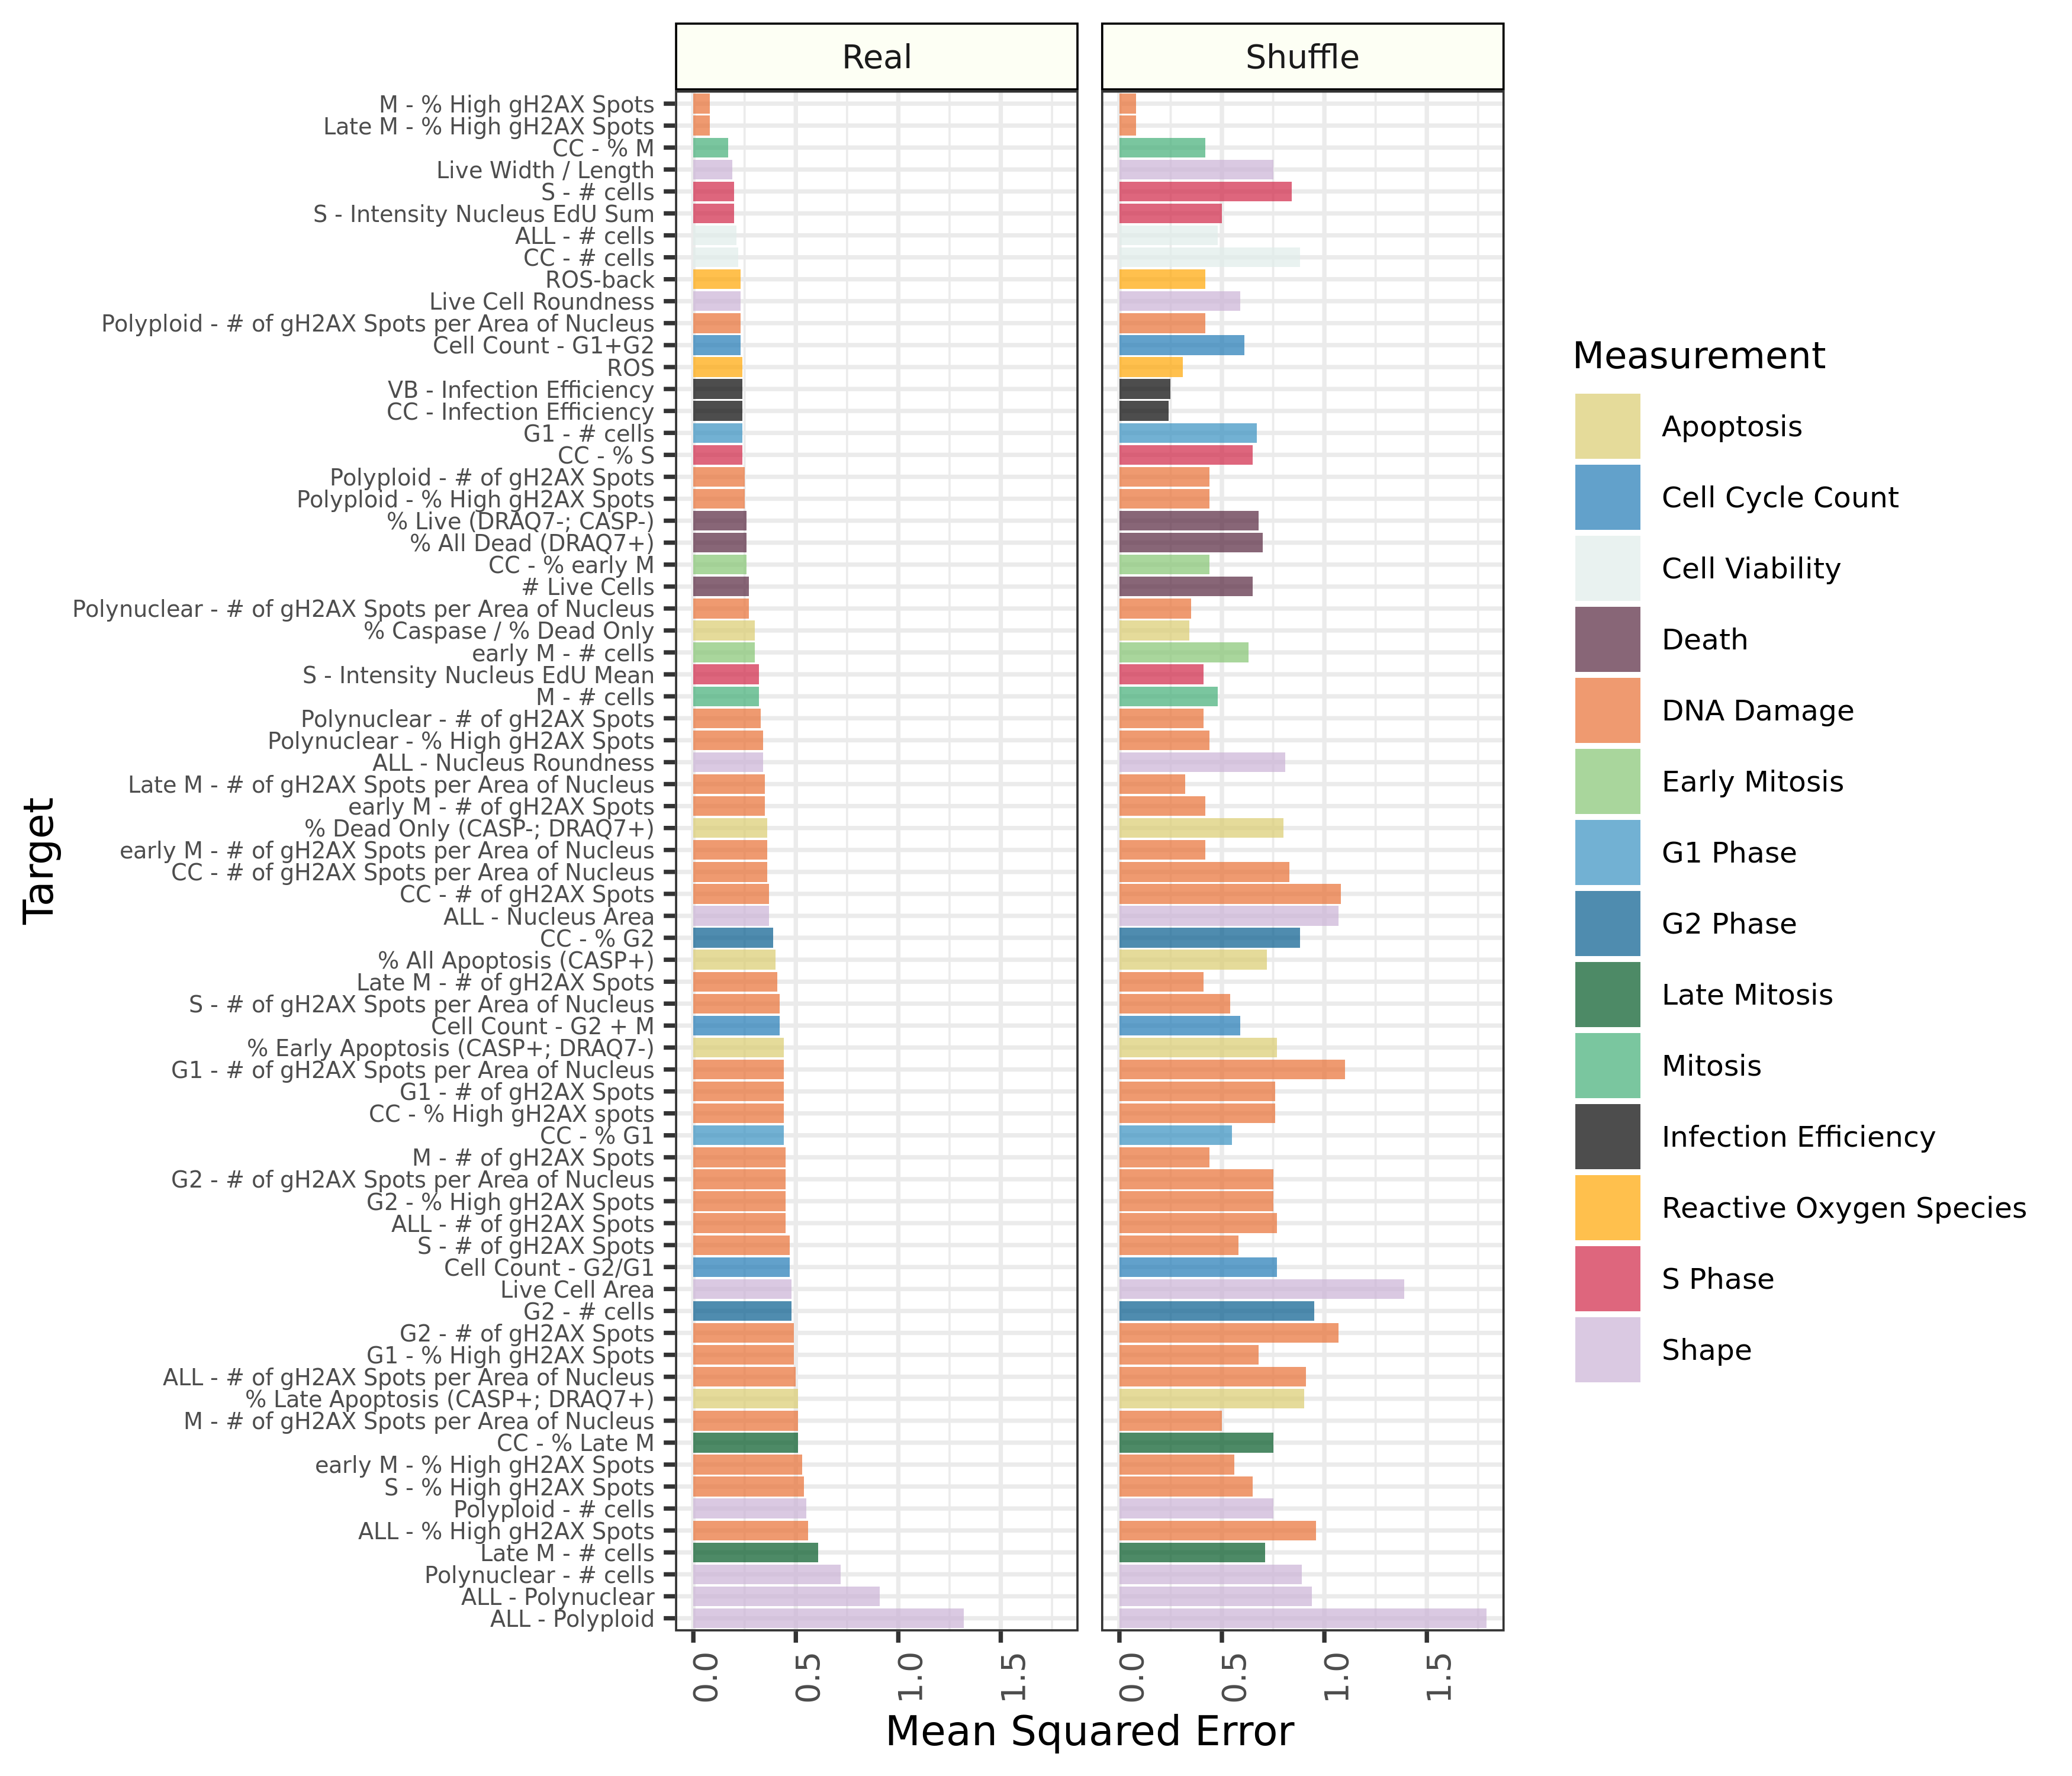 Real
Shuffle
M - % High gH2AX Spots
Late M - % High gH2AX Spots
CC - % M
Live Width / Length
S - # cells
S - Intensity Nucleus EdU Sum
ALL - # cells
CC - # cells
ROS-back
Live Cell Roundness
Polyploid - # of gH2AX Spots per Area of Nucleus
Cell Count - G1+G2
ROS
VB - Infection Efficiency
CC - Infection Efficiency
G1 - # cells
CC - % S
Polyploid - # of gH2AX Spots
Polyploid - % High gH2AX Spots
% Live (DRAQ7-; CASP-)
% All Dead (DRAQ7+)
CC - % early M
# Live Cells
Polynuclear - # of gH2AX Spots per Area of Nucleus
% Caspase / % Dead Only
early M - # cells
S - Intensity Nucleus EdU Mean
M - # cells
Polynuclear - # of gH2AX Spots
Polynuclear - % High gH2AX Spots
ALL - Nucleus Roundness
Late M - # of gH2AX Spots per Area of Nucleus
early M - # of gH2AX Spots
% Dead Only (CASP-; DRAQ7+)
early M - # of gH2AX Spots per Area of Nucleus
CC - # of gH2AX Spots per Area of Nucleus
CC - # of gH2AX Spots
ALL - Nucleus Area
CC - % G2
% All Apoptosis (CASP+)
Late M - # of gH2AX Spots
S - # of gH2AX Spots per Area of Nucleus
Cell Count - G2 + M
% Early Apoptosis (CASP+; DRAQ7-)
G1 - # of gH2AX Spots per Area of Nucleus
G1 - # of gH2AX Spots
CC - % High gH2AX spots
CC - % G1
M - # of gH2AX Spots
G2 - # of gH2AX Spots per Area of Nucleus
G2 - % High gH2AX Spots
ALL - # of gH2AX Spots
S - # of gH2AX Spots
Cell Count - G2/G1
Live Cell Area
G2 - # cells
G2 - # of gH2AX Spots
G1 - % High gH2AX Spots
ALL - # of gH2AX Spots per Area of Nucleus
% Late Apoptosis (CASP+; DRAQ7+)
M - # of gH2AX Spots per Area of Nucleus
CC - % Late M
early M - % High gH2AX Spots
S - % High gH2AX Spots
Polyploid - # cells
ALL - % High gH2AX Spots
Late M - # cells
Polynuclear - # cells
ALL - Polynuclear
ALL - Polyploid
Target
0.0 0.5 1.0 1.5
0.0 0.5 1.0 1.5
Mean Squared Error
Measurement
Apoptosis
Cell Cycle Count
Cell Viability
Death
DNA Damage
Early Mitosis
G1 Phase
G2 Phase
Late Mitosis
Mitosis
Infection Efficiency
Reactive Oxygen Species
S Phase
Shape